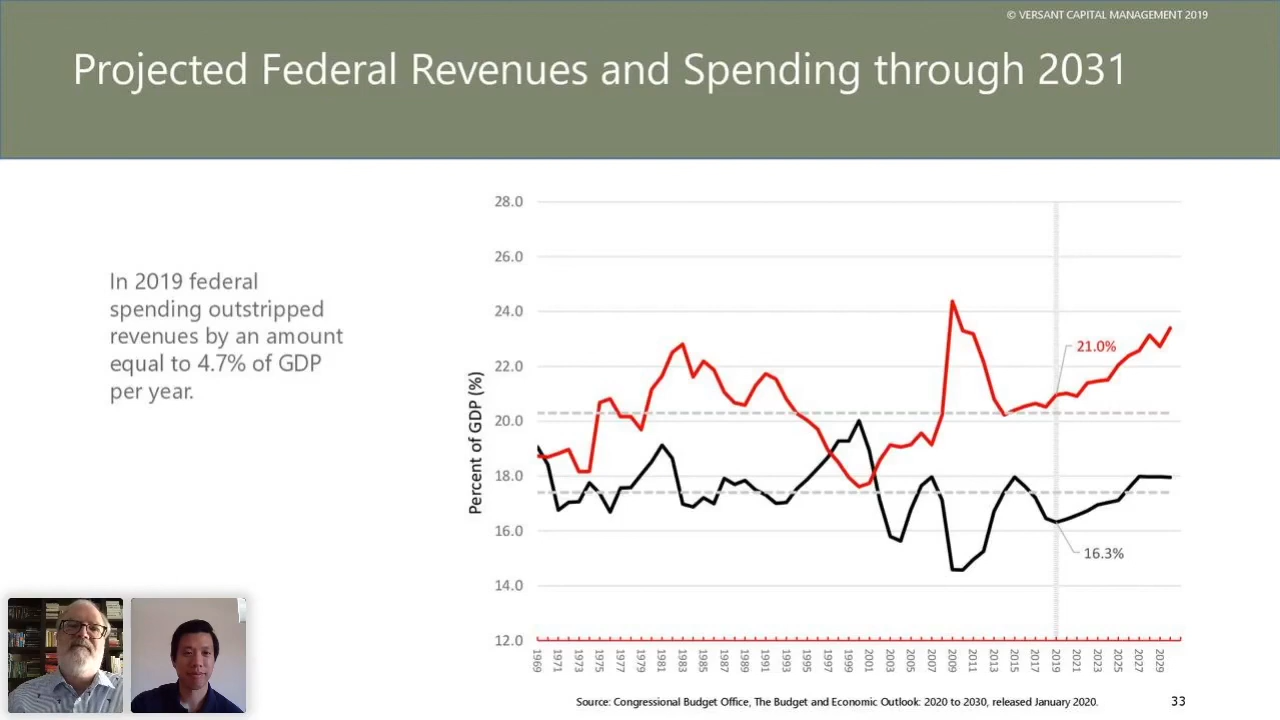 © VERSANT CAPITAL MANAGEMENT 2019
Projected Federal Revenues and Spending through 2031
In 2019 federal
spending outstripped
revenues by an amount
equal to 4.7% of GDP
per year.
Percent of GDP (%)
28.0
26.0
24.0
22.0
20.0
18.0
16.0
14.0
12.0
21.0%
16.3%
1969 1971 1973 1975 1977 1979 1981 1983 1985 1987 1989 1991 1993 1995 1997 1999 2001 2003 2005 2007 2009 2011 2013 2015 2017 2019 2021 2023 2025 2027 2029
Source: Congressional Budget Office, The Budget and Economic Outlook: 2020 to 2030, released January 2020.
33